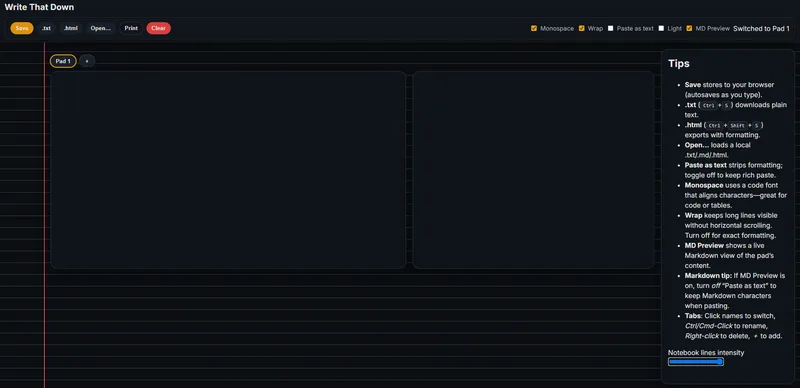 Write That Down
Save .txt .html Open... Print Clear Monospace Wrap Paste as text Light MD Preview Switched to Pad 1
Pad 1 +
Tips
Save stores to your browser
(autosaves as you type).
.txt ( Ctrl + S ) downloads plain
text.
.html ( Ctrl + Shift + S )
exports with formatting.
Open... loads a local
.txt/.md/.html.
Paste as text strips formatting;
toggle off to keep rich paste.
Monospace uses a code font
that aligns characters—great for
code or tables.
Wrap keeps long lines visible
without horizontal scrolling.
Turn off for exact formatting.
MD Preview shows a live
Markdown view of the pad's
content.
Markdown tip: If MD Preview is
on, turn off "Paste as text" to
keep Markdown characters
when pasting.
Tabs: Click names to switch,
Ctrl/Cmd-Click to rename,
Right-click to delete, + to add.
Notebook lines intensity